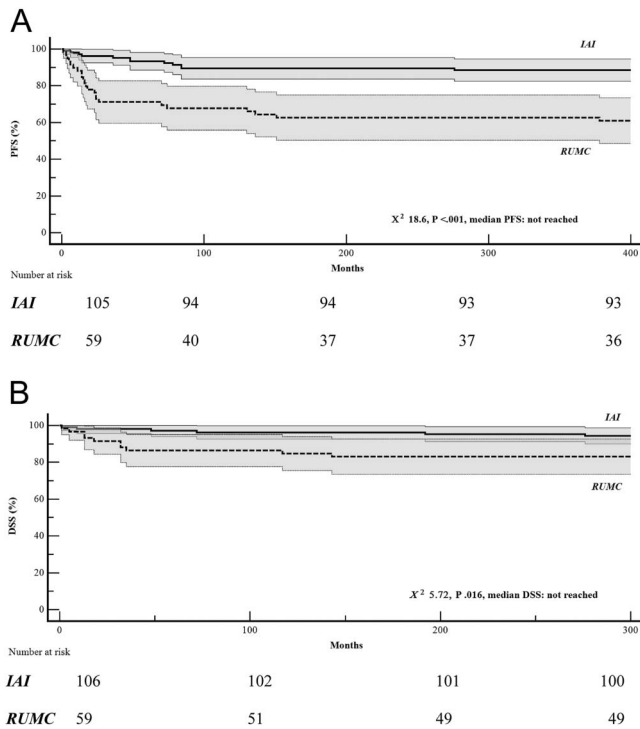 A
100
IAI
80
60
RUMC
40
20
0
PFS (%)
X2 18.6, P <.001, median PFS: not reached
0 100 200 300 400
Months
Number at risk
IAI 105 94 94 93 93
RUMC 59 40 37 37 36
B
100
IAI
80
RUMC
60
40
20
0
DSS (%)
X2 5.72, P .016, median DSS: not reached
0 100 200 300
Months
Number at risk
IAI 106 102 101 100
RUMC 59 51 49 49